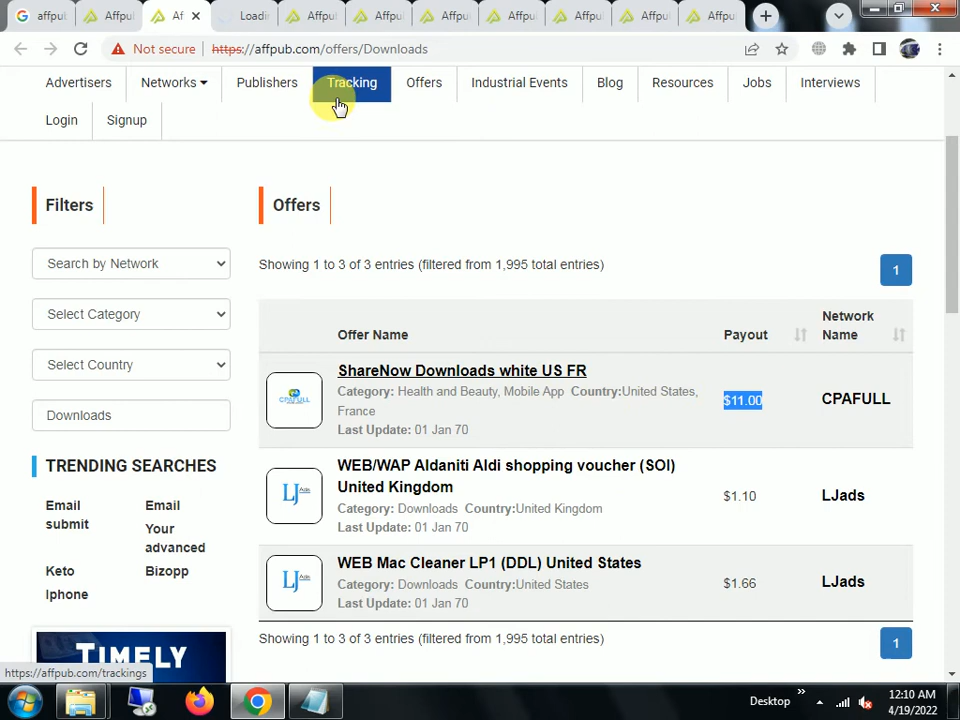 affpub
Affpu
Af
Loadin
Affpu
Affpu
Affpu
Affpu
Affpu
Affpu
Affpu
Not secure
https://affpub.com/offers/Downloads
Advertisers
Networks
Publishers
Tracking
Offers
Industrial Events
Blog
Resources
Jobs
Interviews
Login
Signup
Filters
Offers
Search by Network
Select Category
Select Country
Downloads
TRENDING SEARCHES
Email submit
Email
Your advanced
Keto
Bizopp
Iphone
TIMELY
Showing 1 to 3 of 3 entries (filtered from 1,995 total entries)
1
Offer Name
Payout
Network Name
ShareNow Downloads white US FR
Category: Health and Beauty, Mobile App Country:United States,
France
Last Update: 01 Jan 70
$11.00
CPAFULL
CPAFULL
WEB/WAP Aldaniti Aldi shopping voucher (SOI)
United Kingdom
Category: Downloads Country:United Kingdom
Last Update: 01 Jan 70
$1.10
LJads
LJ Ads
WEB Mac Cleaner LP1 (DDL) United States
Category: Downloads Country:United States
Last Update: 01 Jan 70
$1.66
LJads
LJ Ads
Showing 1 to 3 of 3 entries (filtered from 1,995 total entries)
1
https://affpub.com/trackings
Desktop
12:10 AM
4/19/2022